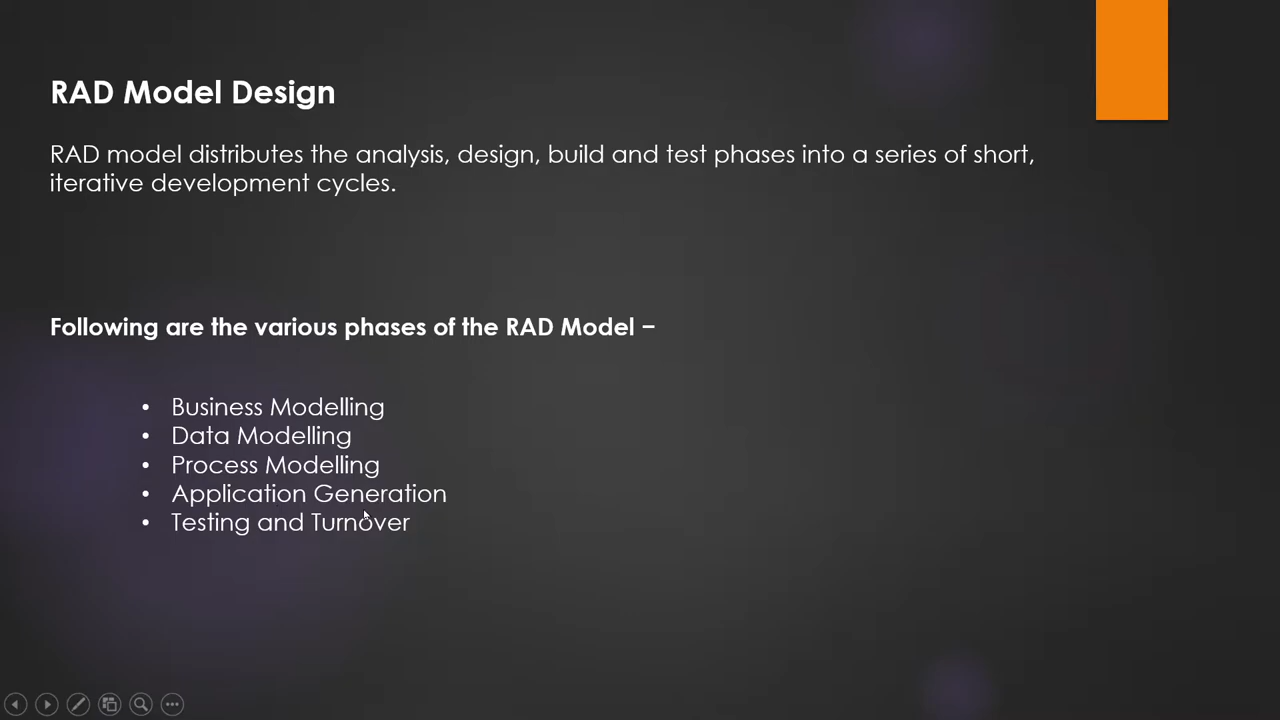 RAD Model Design
RAD model distributes the analysis, design, build and test phases into a series of short,
iterative development cycles.
Following are the various phases of the RAD Model −
• Business Modelling
• Data Modelling
• Process Modelling
• Application Generation
• Testing and Turnover